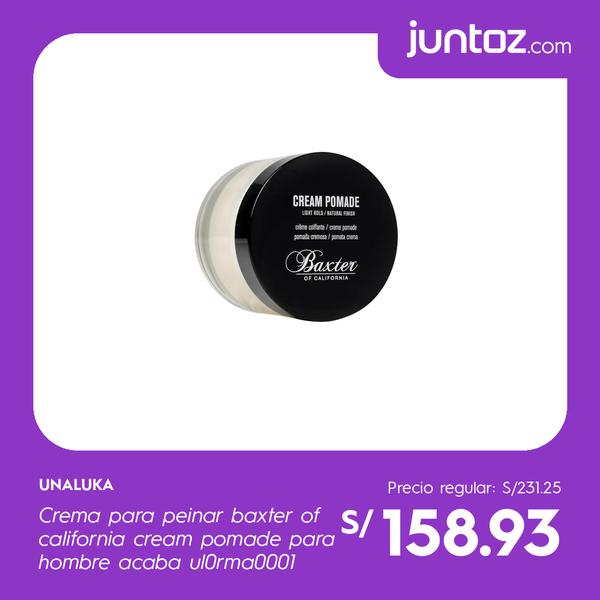 juntoz.com
CREAM POMADE
LIGHT HOLD / NATURAL FINISH
crème coiffante / creme pomade
pomada cremosa / pomata crema
Baxter
OF CALIFORNIA
UNALUKA
Crema para peinar baxter of
california cream pomade para
hombre acaba ul0rma0001
Precio regular: S/231.25
S/158.93